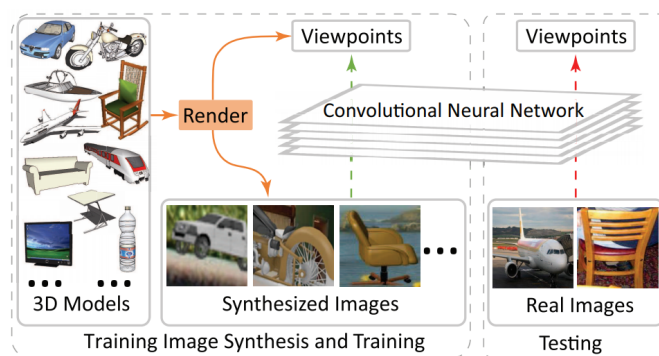 Viewpoints
Viewpoints
Convolutional Neural Network
Render
3D Models
Synthesized Images
Real Images
Training Image Synthesis and Training
Testing